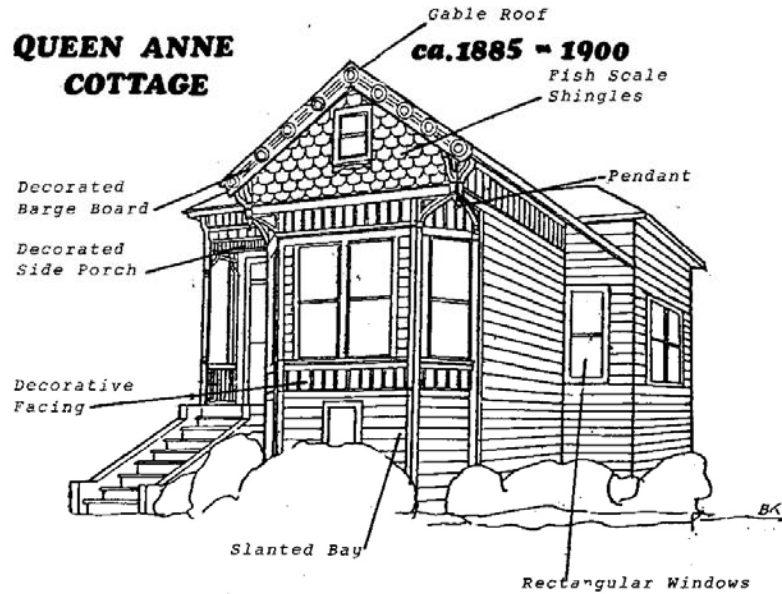 Gable Roof
QUEEN ANNE
COTTAGE
ca.1885 - 1900
Fish Scale
Shingles
Pendant
Decorated
Barge Board
Decorated
Side Porch
Decorative
Facing
Slanted Bay
Rectangular Windows
BK